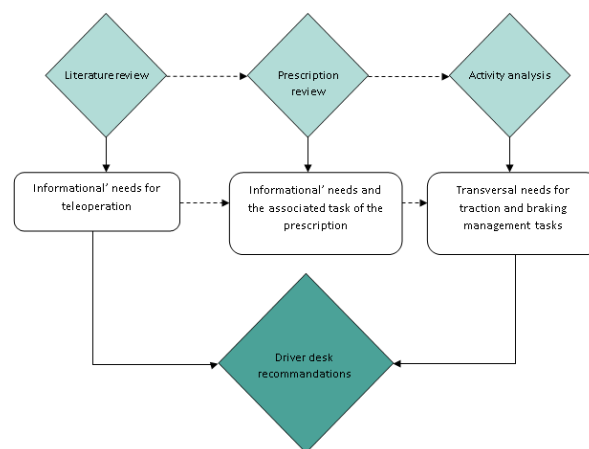 Literature review
Prescription
review
Activity analysis
Informational' needs for
teleoperation
Informational' needs and
the associated task of the
prescription
Transversal needs for
traction and braking
management tasks
Driver desk
recommandations